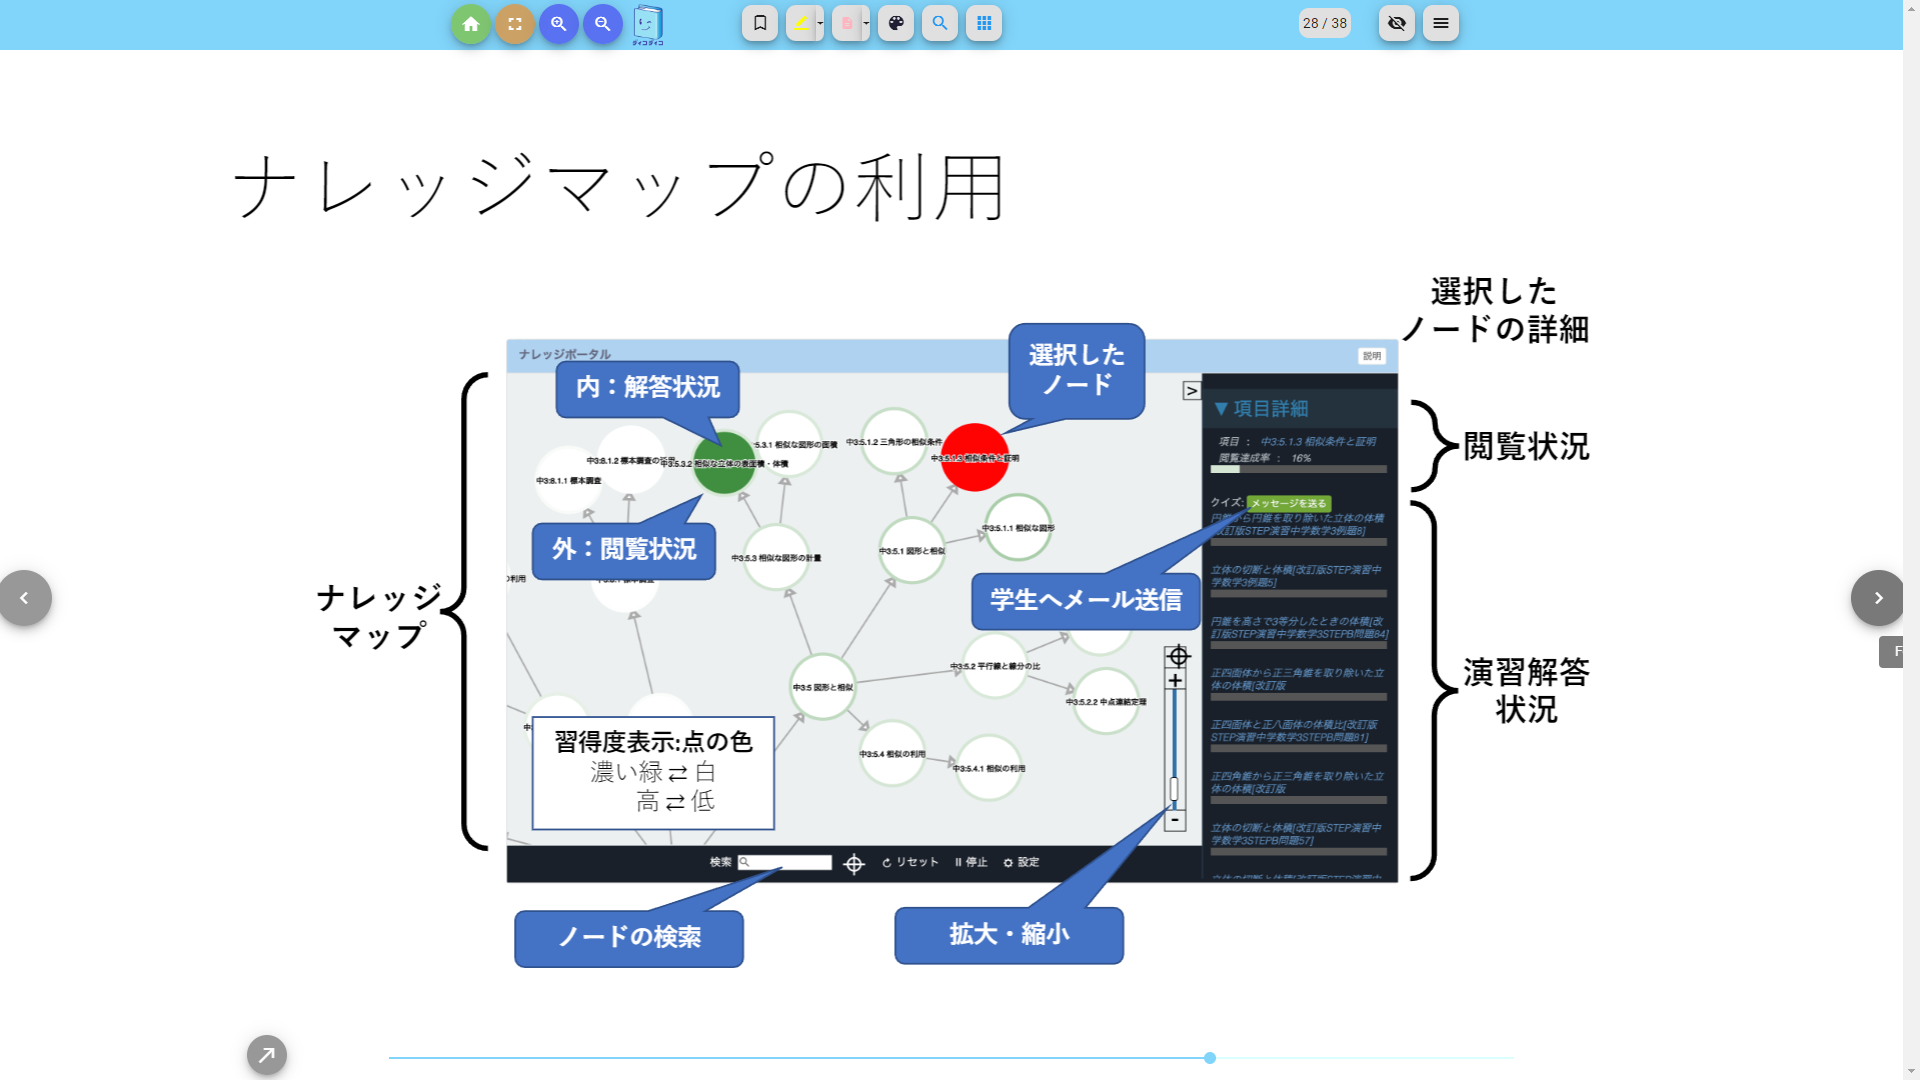 28 / 38
ナレッジマップの利用
選択した
ノードの詳細
ナレッジポータル
説明
内：解答状況
選択した
ノード
外：閲覧状況
学生へメール送信
ナレッジ
マップ
閲覧状況
演習解答
状況
中3:8.1.1 標本調査
中3:5.3.2 相似な立体の表面積・体積
5.3.1 相似な図形の面積
中3:5.1.2 三角形の相似条件
中3:5.1.3 相似条件と証明
中3:5.1.1 相似な図形
中3:5.1 図形と相似
中3:5.3 相似な図形の計量
中3:5 図形と相似
中3:5.2 平行線と線分の比
中3:5.2.2 中点連結定理
中3:5.4 相似の利用
中3:5.4.1 相似の利用
>
+
-
習得度表示:点の色
濃い緑 ⇄ 白
高 ⇄ 低
▼ 項目詳細
項目 ： 中3:5.1.3 相似条件と証明
閲覧達成率 ： 16%
クイズ: メッセージを送る
円錐から円錐を取り除いた立体の体積
[改訂版STEP演習中学数学3例題8]
立体の切断と体積[改訂版STEP演習中
学数学3例題5]
円錐を高さで3等分したときの体積[改
訂版STEP演習中学数学3STEPB問題84]
正四面体から正三角錐を取り除いた立
体の体積[改訂版
正四面体と正八面体の体積比[改訂版
STEP演習中学数学3STEPB問題81]
正四角錐から正三角錐を取り除いた立
体の体積[改訂版
立体の切断と体積[改訂版STEP演習中
学数学3STEPB問題57]
検索
リセット
停止
設定
ノードの検索
拡大・縮小
F